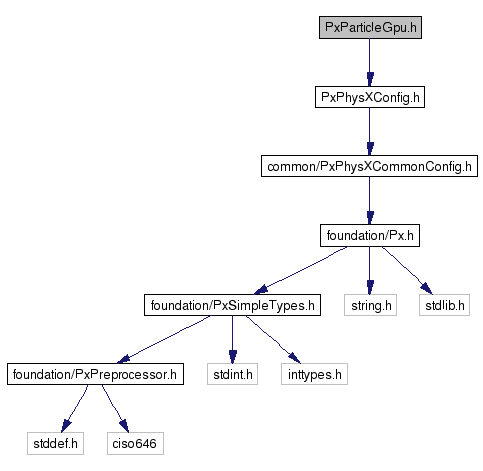 PxParticleGpu.h
PxPhysXConfig.h
common/PxPhysXCommonConfig.h
foundation/Px.h
foundation/PxSimpleTypes.h
string.h
stdlib.h
foundation/PxPreprocessor.h
stdint.h
inttypes.h
stddef.h
ciso646